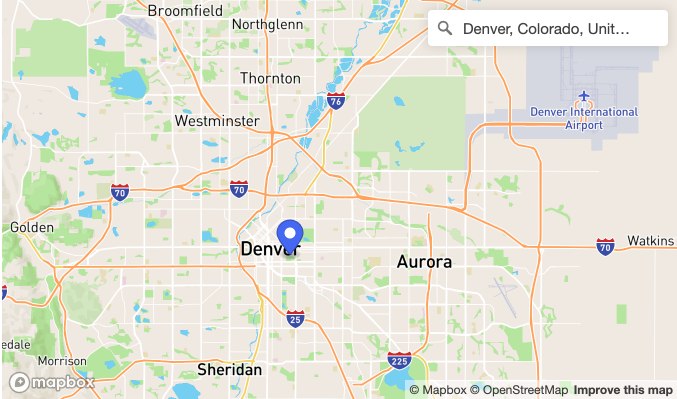 Broomfield
Northglenn
Denver, Colorado, Unit…
Thornton
76
Denver International
Airport
Westminster
70
70
Golden
Denver
Aurora
70
Watkins
25
edale
Morrison
225
Sheridan
mapbox
© Mapbox © OpenStreetMap Improve this map